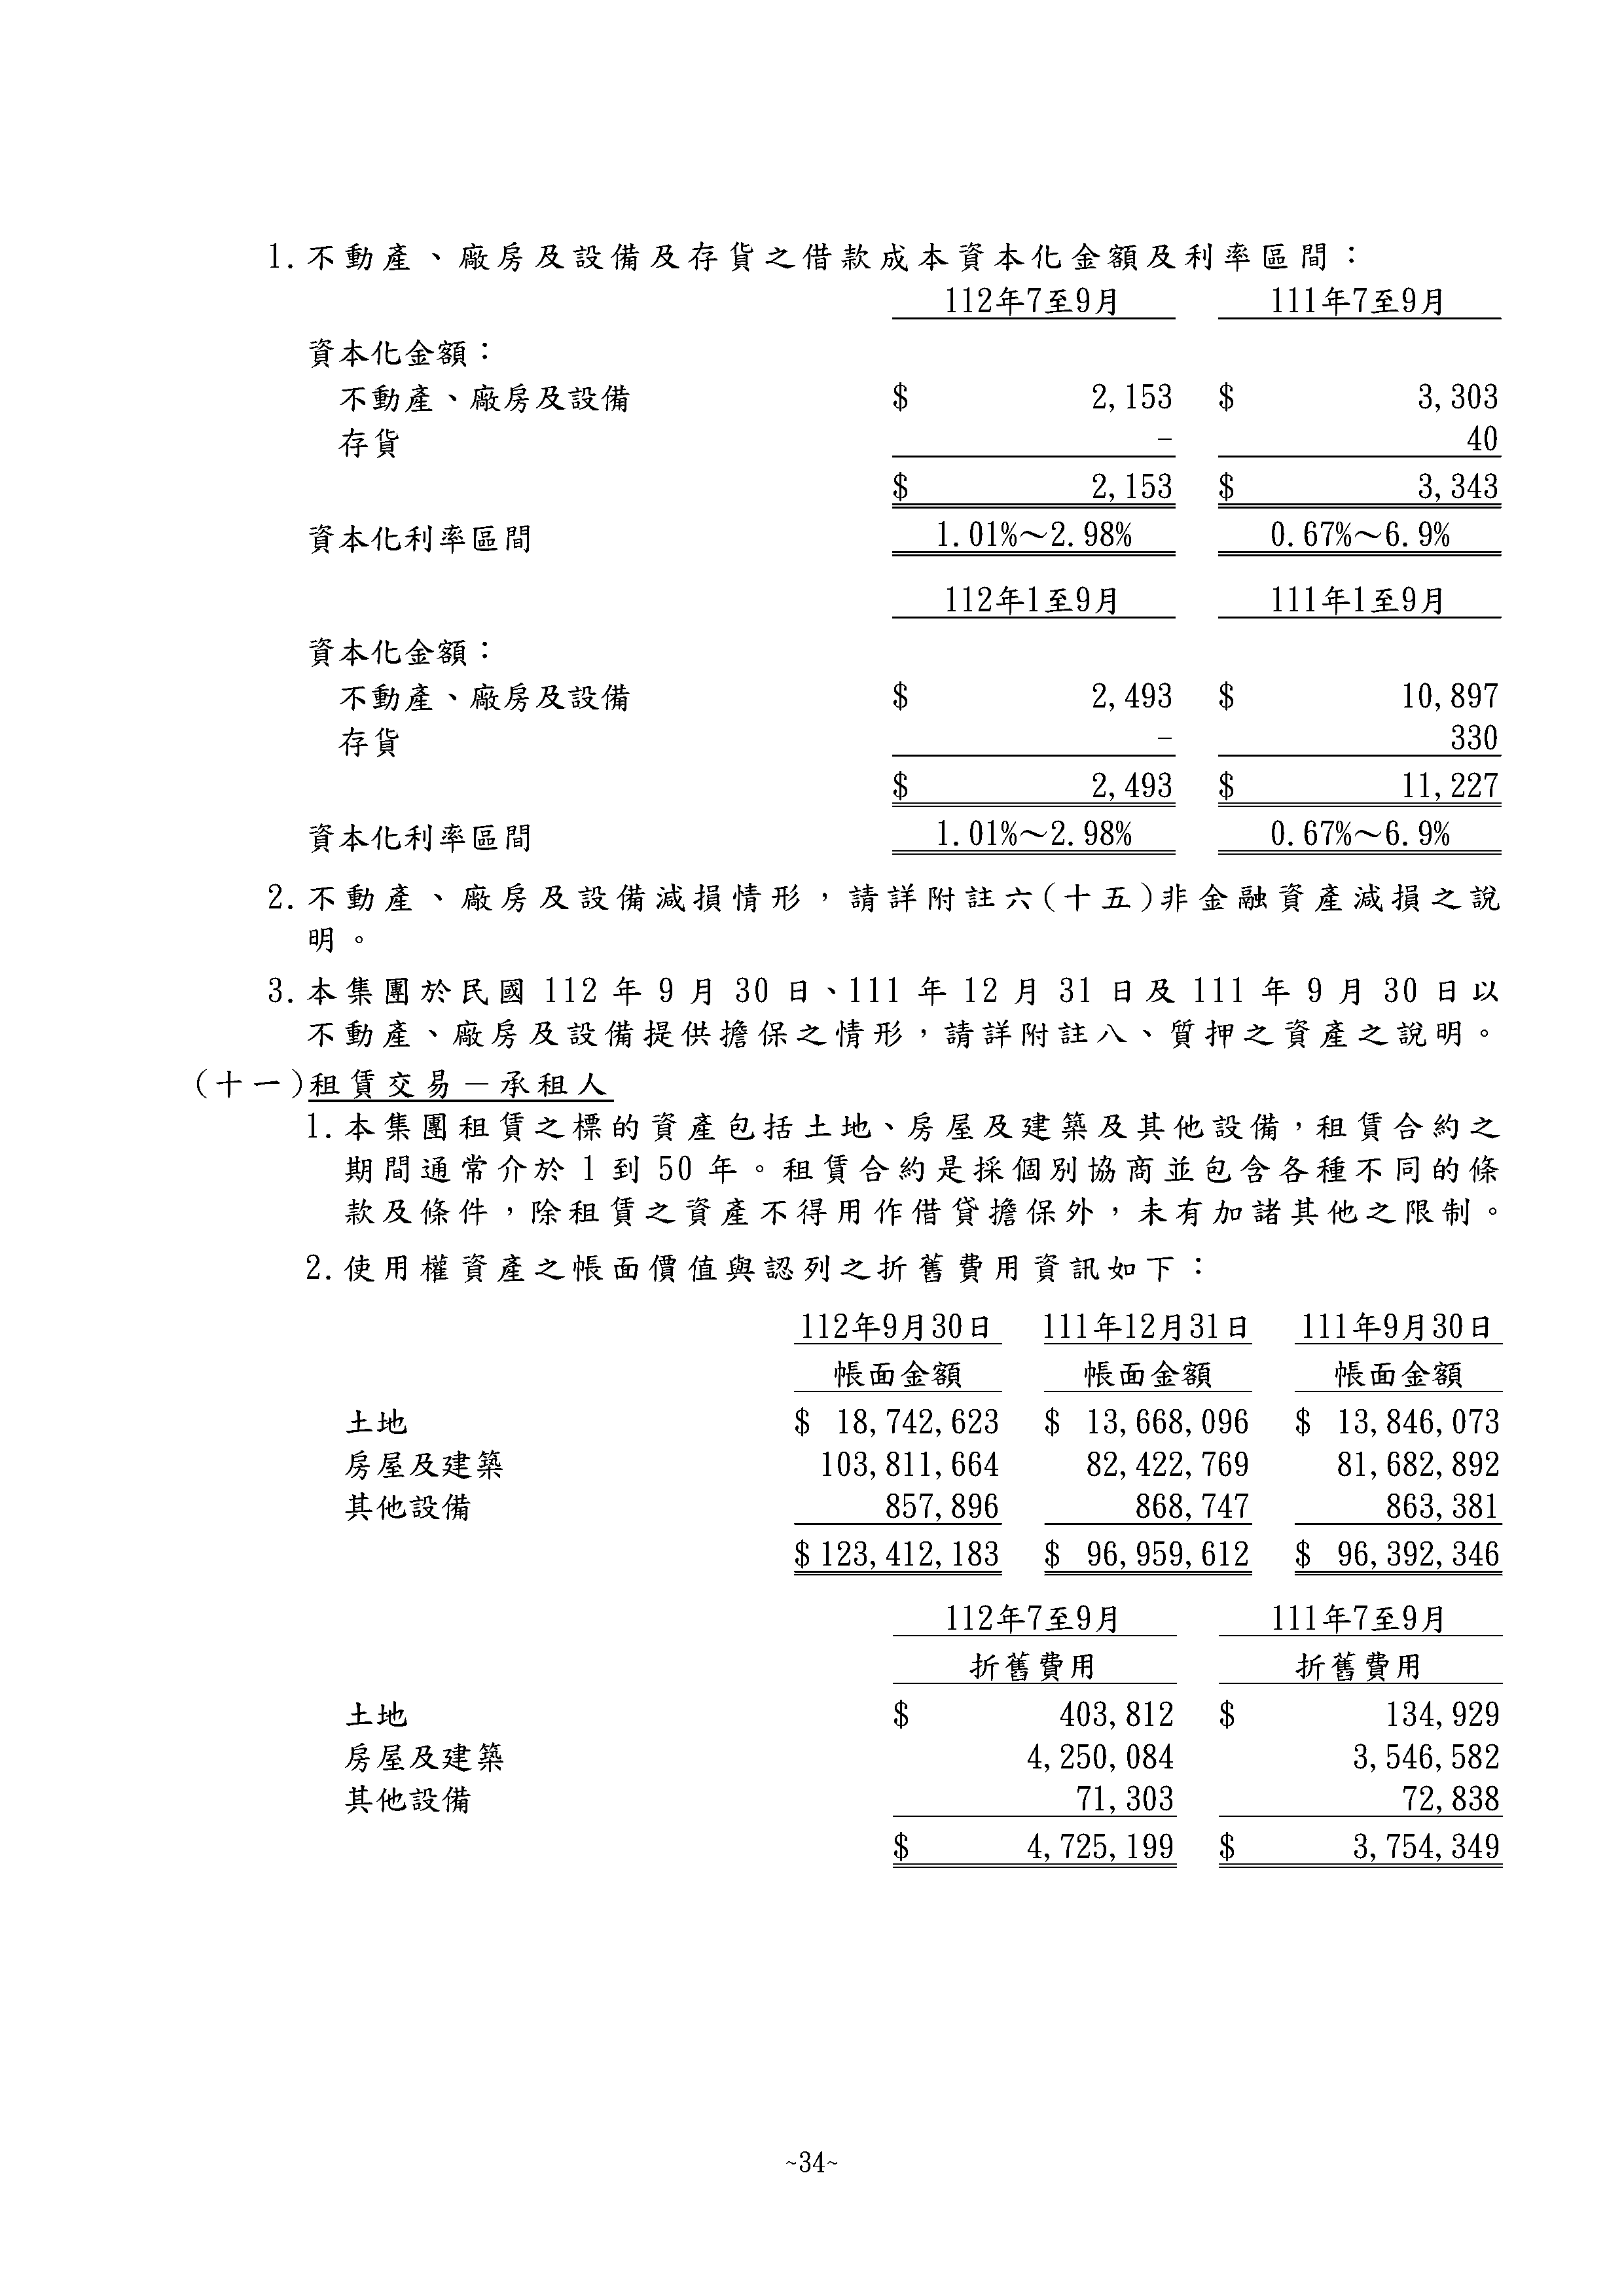 1.不動產、廠房及設備及存貨之借款成本資本化金額及利率區間：
112年7至9月 111年7至9月
資本化金額：
不動產、廠房及設備 $ 2,153 $ 3,303
存貨 - 40
$ 2,153 $ 3,343
資本化利率區間 1.01%～2.98% 0.67%～6.9%
112年1至9月 111年1至9月
資本化金額：
不動產、廠房及設備 $ 2,493 $ 10,897
存貨 - 330
$ 2,493 $ 11,227
資本化利率區間 1.01%～2.98% 0.67%～6.9%
2.不動產、廠房及設備減損情形，請詳附註六(十五)非金融資產減損之說
明。
3.本集團於民國 112 年 9 月 30 日、111 年 12 月 31 日及 111 年 9 月 30 日以
不動產、廠房及設備提供擔保之情形，請詳附註八、質押之資產之說明。
(十一)租賃交易－承租人
1.本集團租賃之標的資產包括土地、房屋及建築及其他設備，租賃合約之
期間通常介於 1 到 50 年。租賃合約是採個別協商並包含各種不同的條
款及條件，除租賃之資產不得用作借貸擔保外，未有加諸其他之限制。
2.使用權資產之帳面價值與認列之折舊費用資訊如下：
112年9月30日 111年12月31日 111年9月30日
帳面金額 帳面金額 帳面金額
土地 $ 18,742,623 $ 13,668,096 $ 13,846,073
房屋及建築 103,811,664 82,422,769 81,682,892
其他設備 857,896 868,747 863,381
$ 123,412,183 $ 96,959,612 $ 96,392,346
112年7至9月 111年7至9月
折舊費用 折舊費用
土地 $ 403,812 $ 134,929
房屋及建築 4,250,084 3,546,582
其他設備 71,303 72,838
$ 4,725,199 $ 3,754,349
~34~